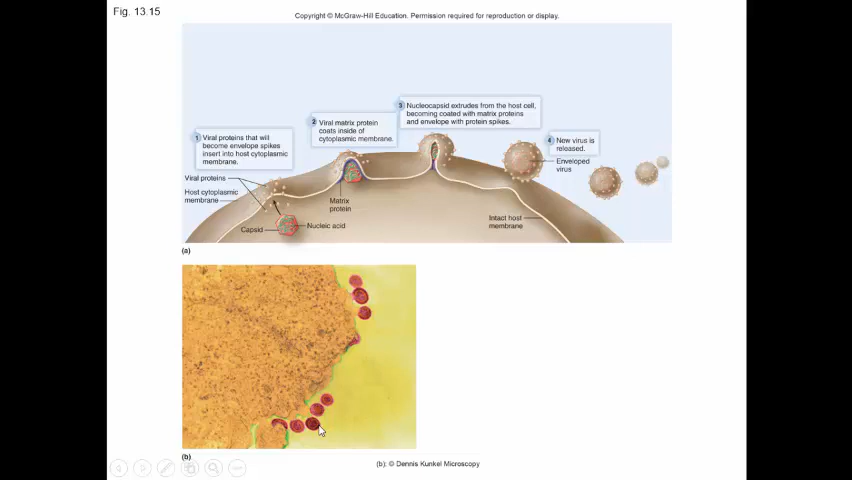 Fig. 13.15
Copyright © McGraw-Hill Education. Permission required for reproduction or display.
1 Viral proteins that will
become envelope spikes
insert into host cytoplasmic
membrane.
2 Viral matrix protein
coats inside of
cytoplasmic membrane.
3 Nucleocapsid extrudes from the host cell,
becoming coated with matrix proteins
and envelope with protein spikes.
4 New virus is
released.
Enveloped
virus
Viral proteins
Host cytoplasmic
membrane
Matrix
protein
Capsid
Nucleic acid
Intact host
membrane
(a)
(b)
(b): © Dennis Kunkel Microscopy